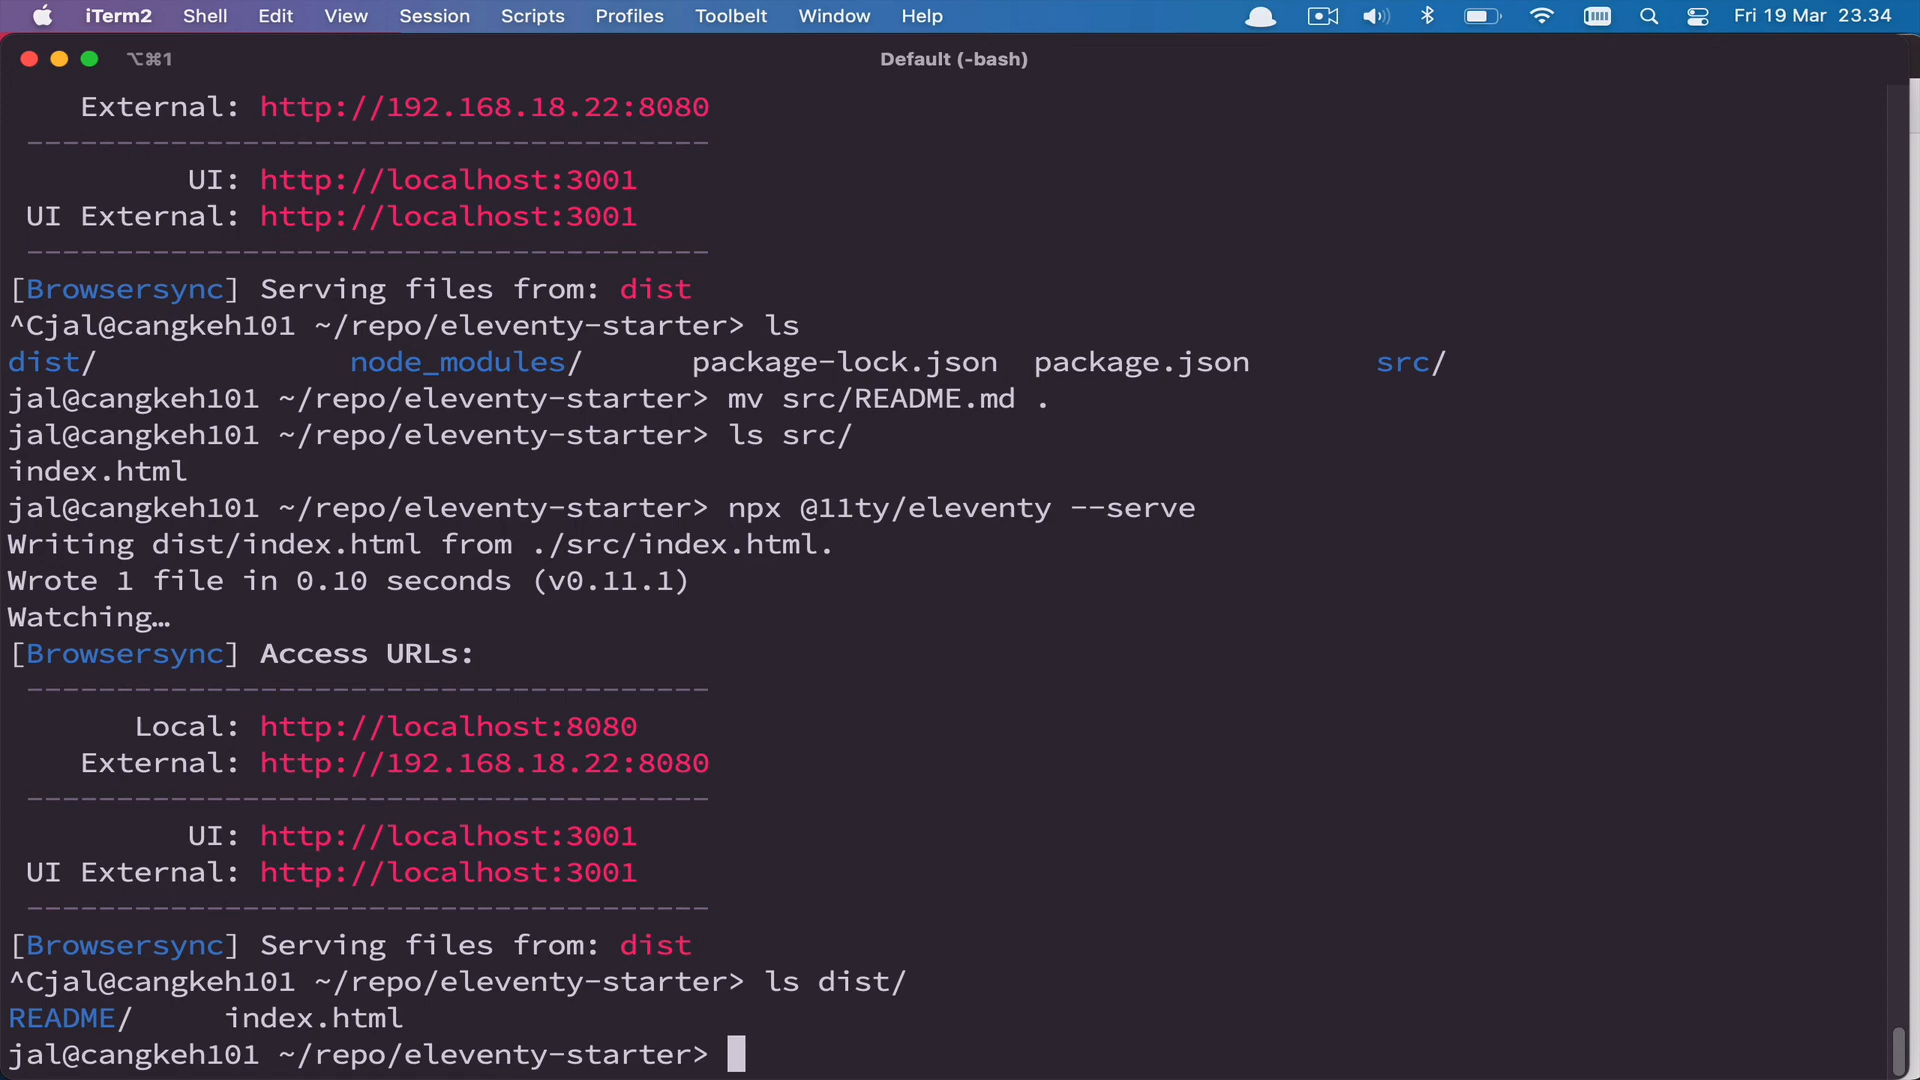 iTerm2 Shell Edit View Session Scripts Profiles Toolbelt Window Help Fri 19 Mar 23.34
⌥⌘1 Default (-bash)
External: http://192.168.18.22:8080
--------------------------------------
UI: http://localhost:3001
UI External: http://localhost:3001
--------------------------------------
[Browsersync] Serving files from: dist
^Cjal@cangkeh101 ~/repo/eleventy-starter> ls
dist/ node_modules/ package-lock.json package.json src/
jal@cangkeh101 ~/repo/eleventy-starter> mv src/README.md .
jal@cangkeh101 ~/repo/eleventy-starter> ls src/
index.html
jal@cangkeh101 ~/repo/eleventy-starter> npx @11ty/eleventy --serve
Writing dist/index.html from ./src/index.html.
Wrote 1 file in 0.10 seconds (v0.11.1)
Watching…
[Browsersync] Access URLs:
--------------------------------------
Local: http://localhost:8080
External: http://192.168.18.22:8080
--------------------------------------
UI: http://localhost:3001
UI External: http://localhost:3001
--------------------------------------
[Browsersync] Serving files from: dist
^Cjal@cangkeh101 ~/repo/eleventy-starter> ls dist/
README/ index.html
jal@cangkeh101 ~/repo/eleventy-starter>